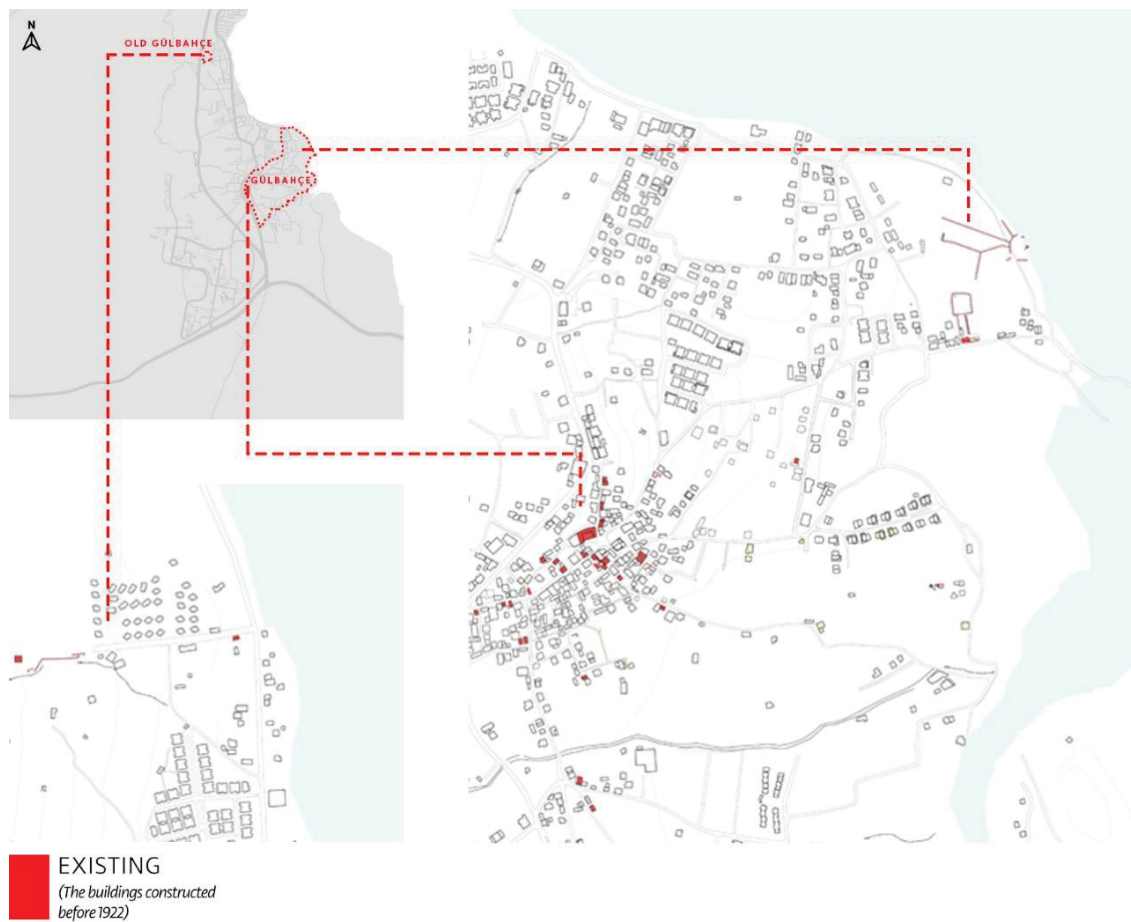 N
OLD GÜLBAHÇE
GÜLBAHÇE
EXISTING
(The buildings constructed
before 1922)